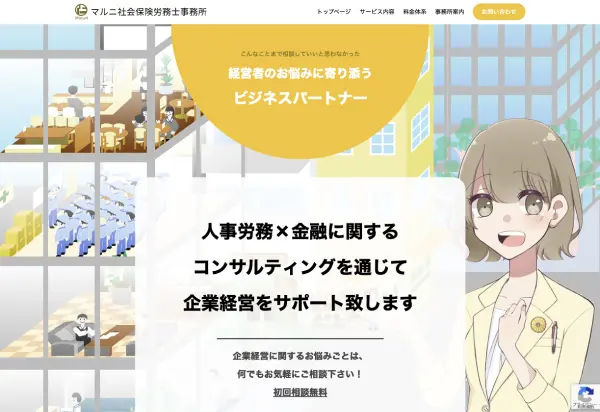 マルニ社会保険労務士事務所
トップページ サービス内容 料金体系 事務所案内 お問い合わせ
こんなことまで相談していいと思わなかった
経営者のお悩みに寄り添う
ビジネスパートナー
人事労務×金融に関する
コンサルティングを通じて
企業経営をサポート致します
企業経営に関するお悩みごとは、
何でもお気軽にご相談下さい！
初回相談無料